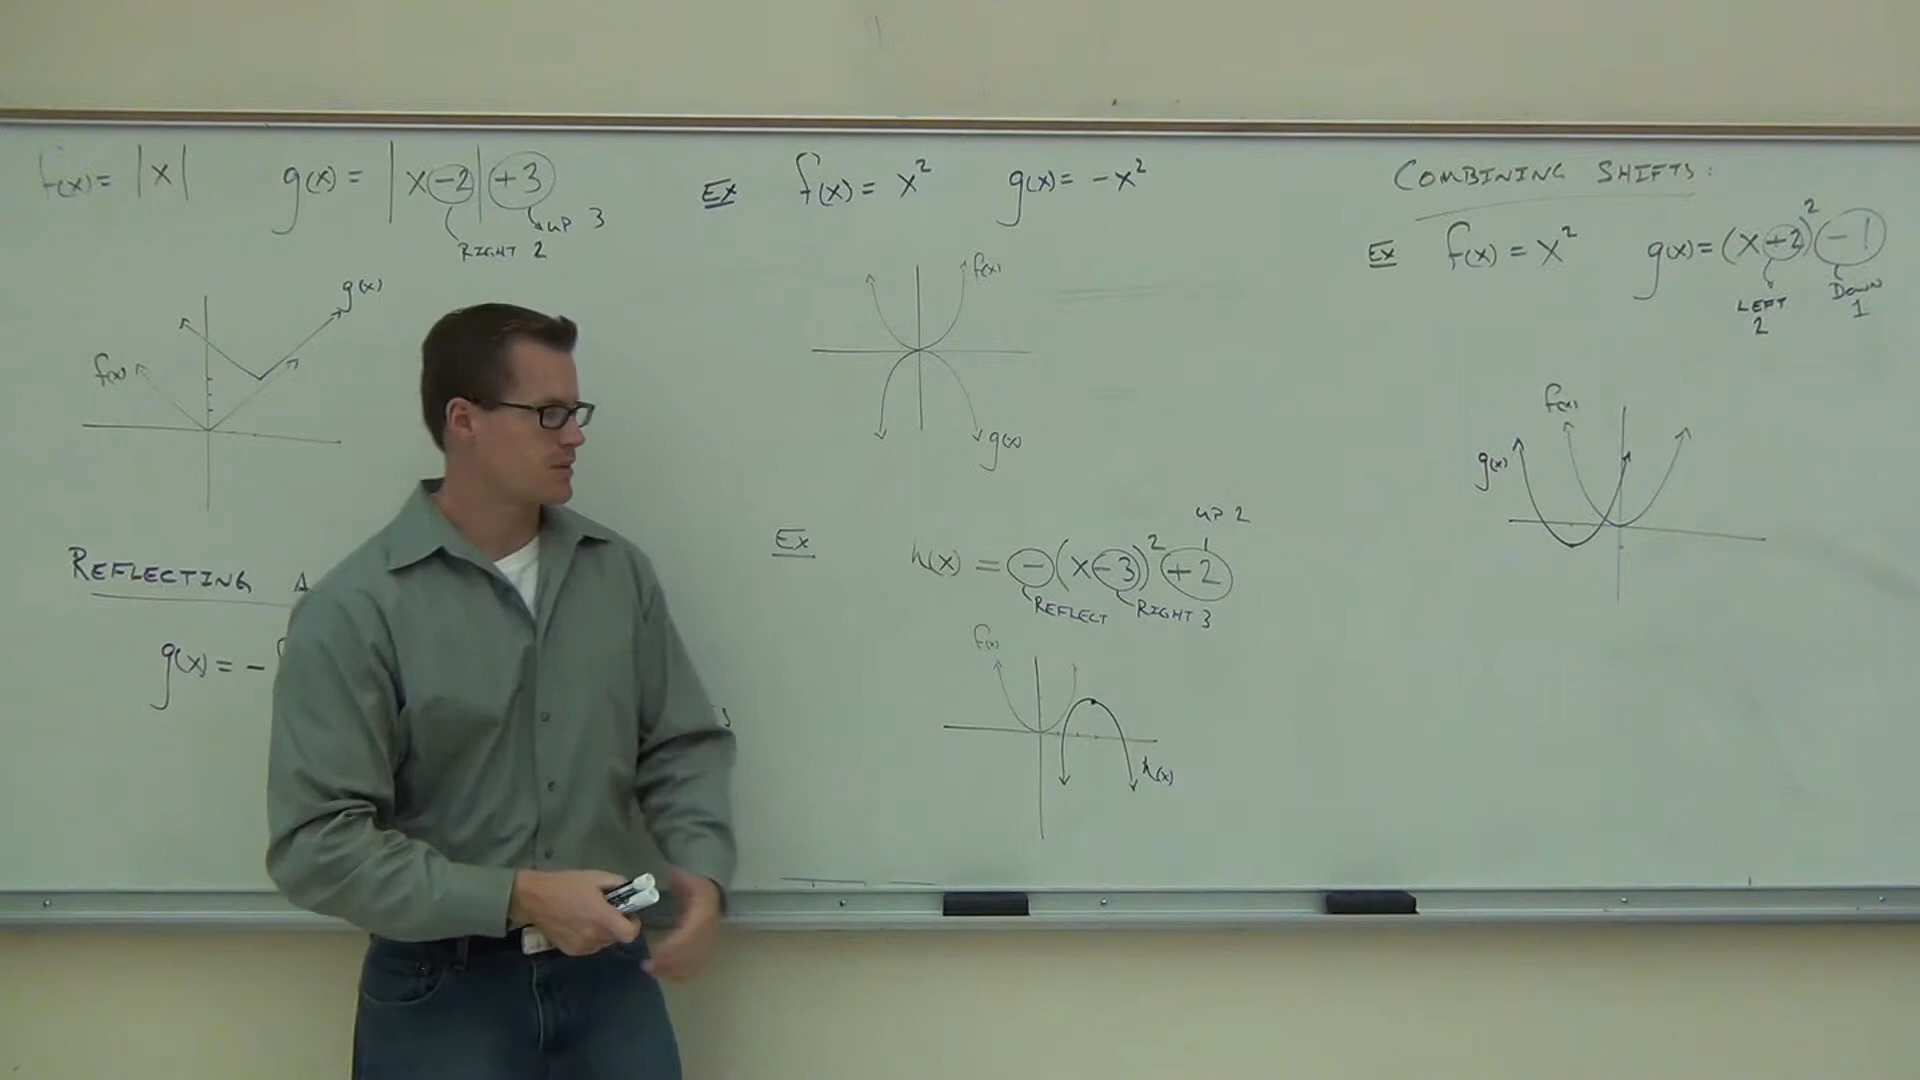 f(x) = |x|
g(x) = |x-2| +3
UP 3
RIGHT 2
g(x)
f(x)
REFLECTING A
g(x) = -
Ex f(x) = x² g(x) = -x²
f(x)
g(x)
Ex
UP 2
h(x) = -(x-3)² +2
REFLECT RIGHT 3
f(x)
h(x)
COMBINING SHIFTS:
Ex f(x) = x² g(x) = (x+2)² -1
LEFT 2
DOWN 1
f(x)
g(x)